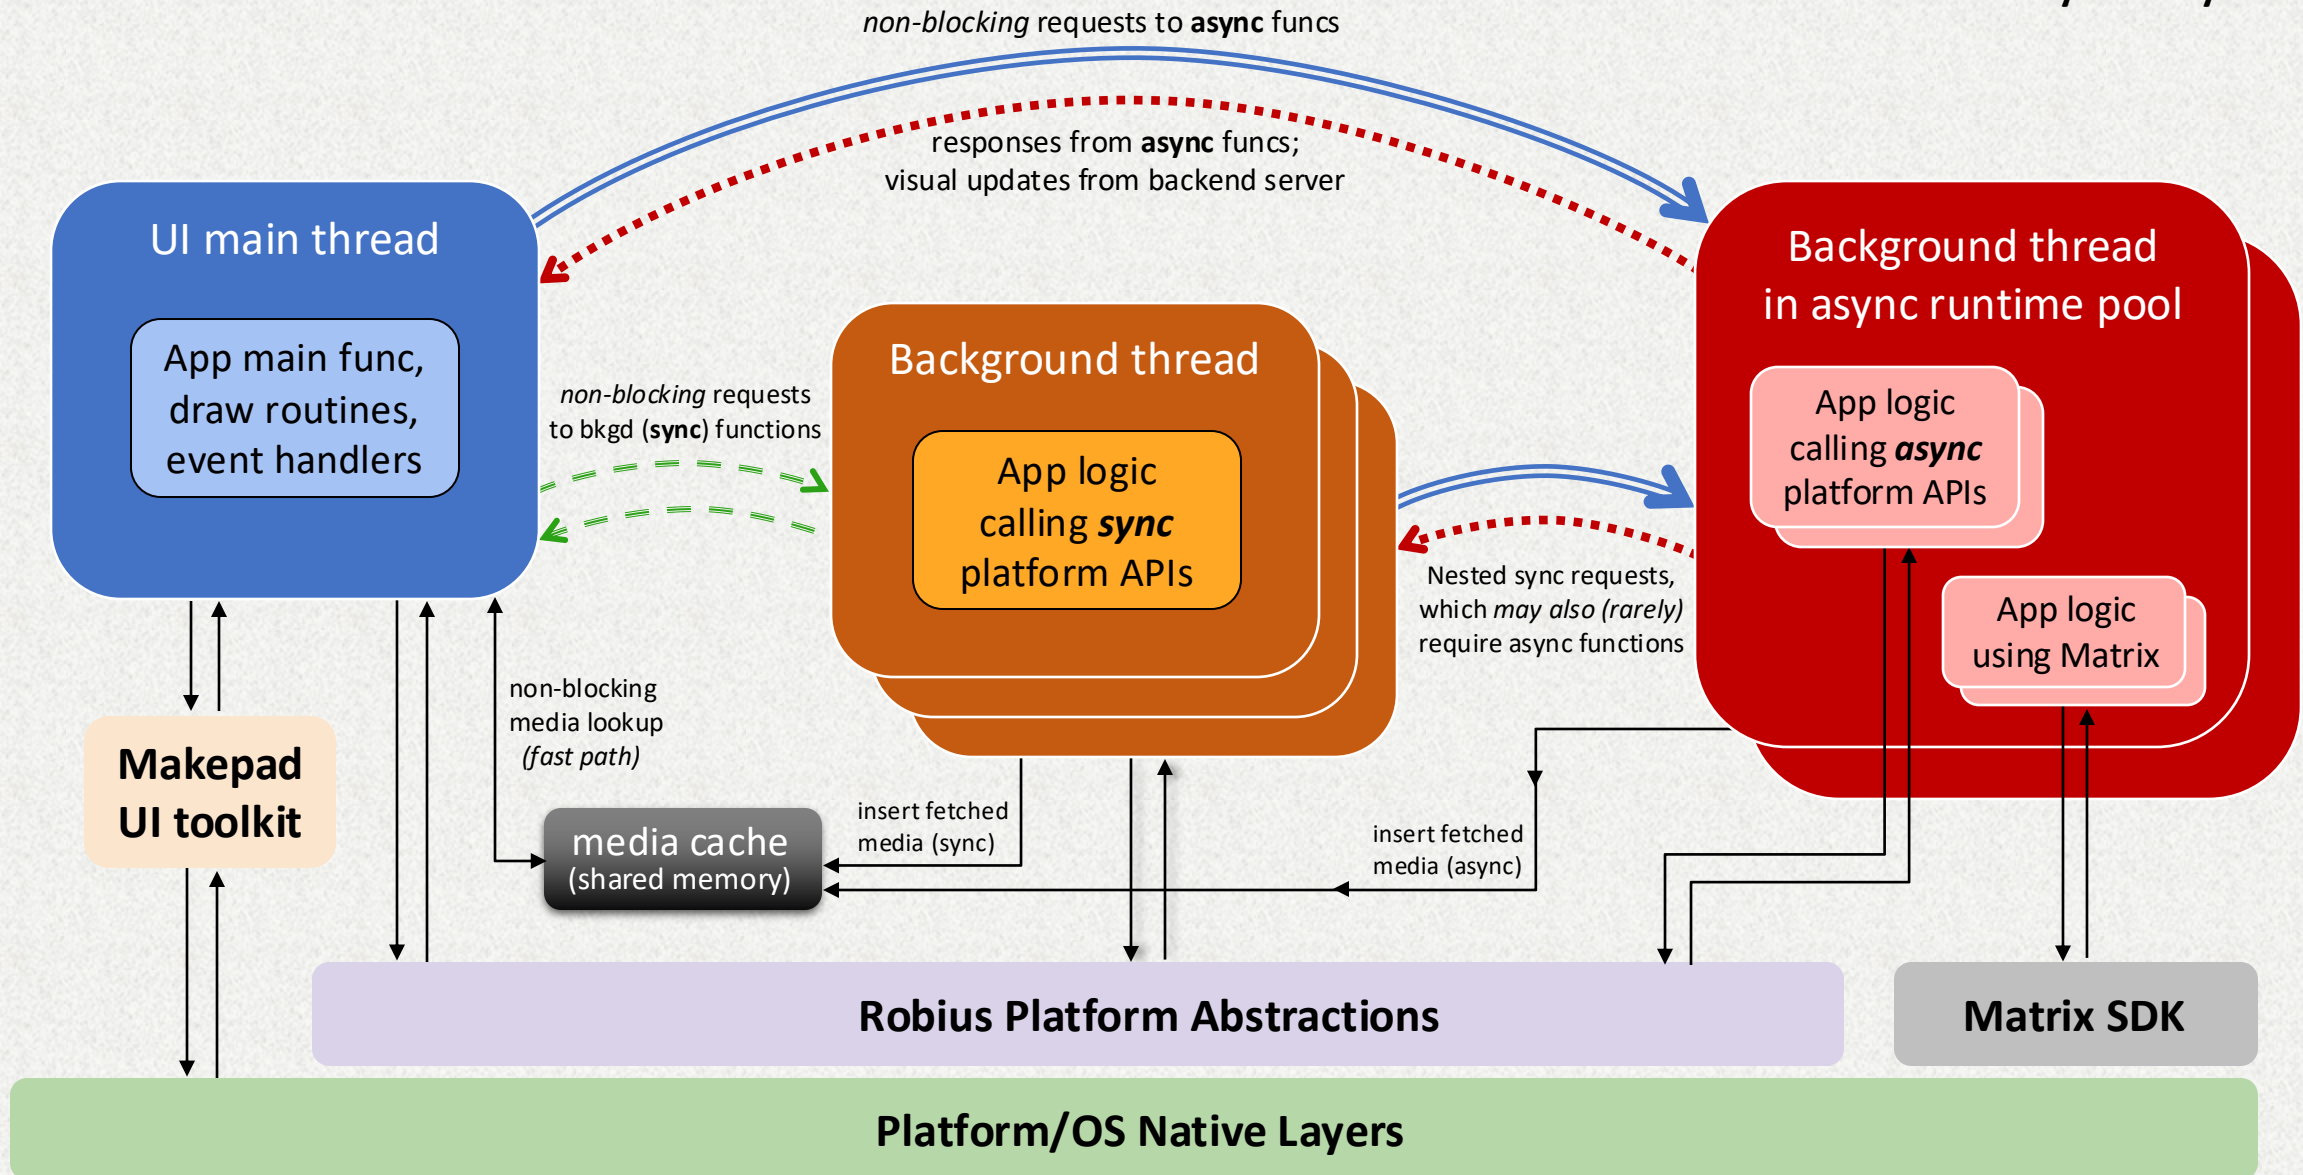 non-blocking requests to async funcs
responses from async funcs;
visual updates from backend server
UI main thread
App main func,
draw routines,
event handlers
non-blocking requests
to bkgd (sync) functions
Background thread
App logic
calling sync
platform APIs
Background thread
in async runtime pool
App logic
calling async
platform APIs
App logic
using Matrix
Nested sync requests,
which may also (rarely)
require async functions
non-blocking
media lookup
(fast path)
Makepad
UI toolkit
media cache
(shared memory)
insert fetched
media (sync)
insert fetched
media (async)
Robius Platform Abstractions
Matrix SDK
Platform/OS Native Layers